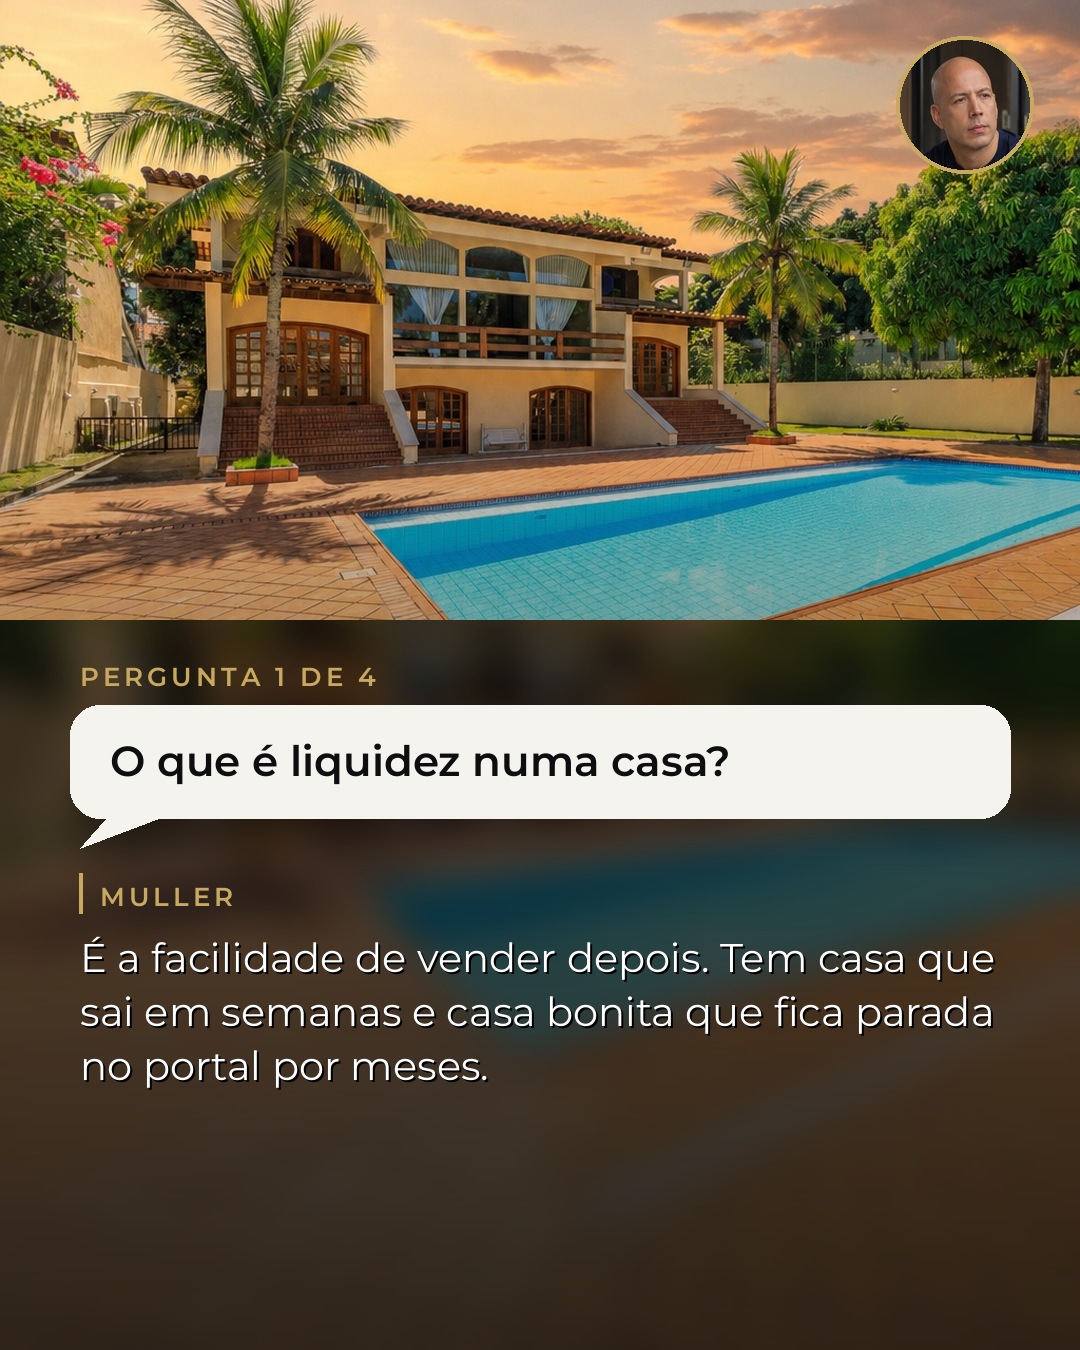 PERGUNTA 1 DE 4
O que é liquidez numa casa?
MULLER
É a facilidade de vender depois. Tem casa que
sai em semanas e casa bonita que fica parada
no portal por meses.